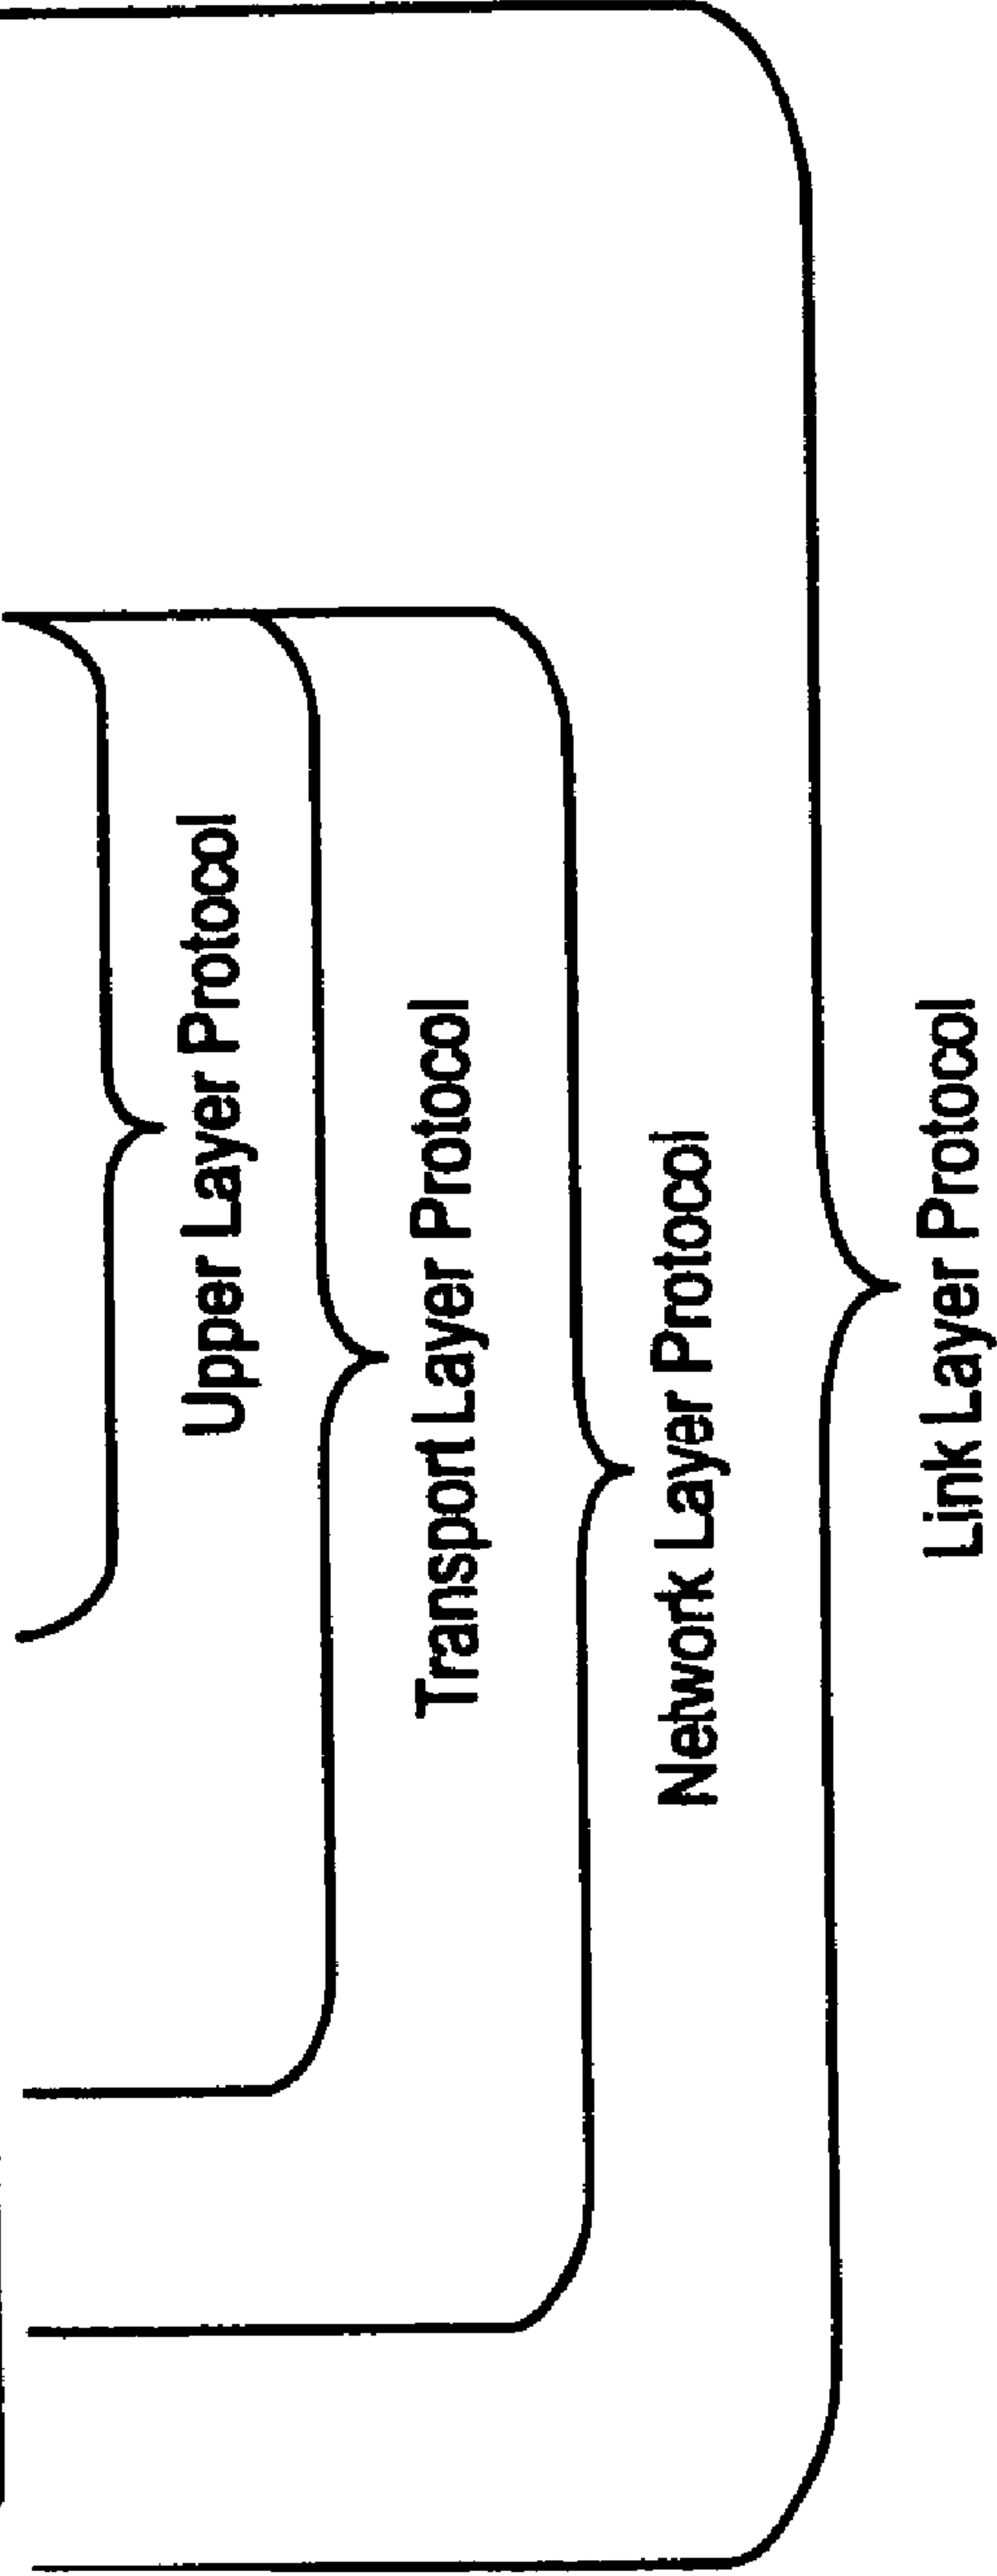 Upper Layer Protocol
Transport Layer Protocol
Network Layer Protocol
Link Layer Protocol